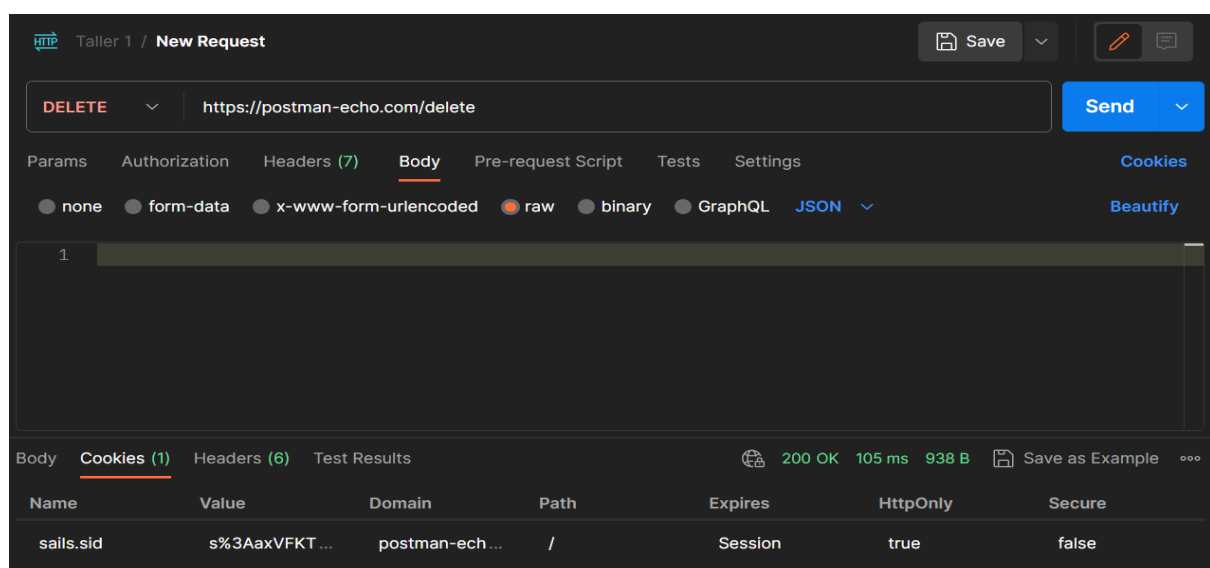 HTTP Taller 1 / New Request Save
DELETE https://postman-echo.com/delete Send
Params Authorization Headers (7) Body Pre-request Script Tests Settings Cookies
none form-data x-www-form-urlencoded raw binary GraphQL JSON Beautify
1
Body Cookies (1) Headers (6) Test Results 200 OK 105 ms 938 B Save as Example
Name Value Domain Path Expires HttpOnly Secure
sails.sid s%3AaxVFKT... postman-ech... / Session true false